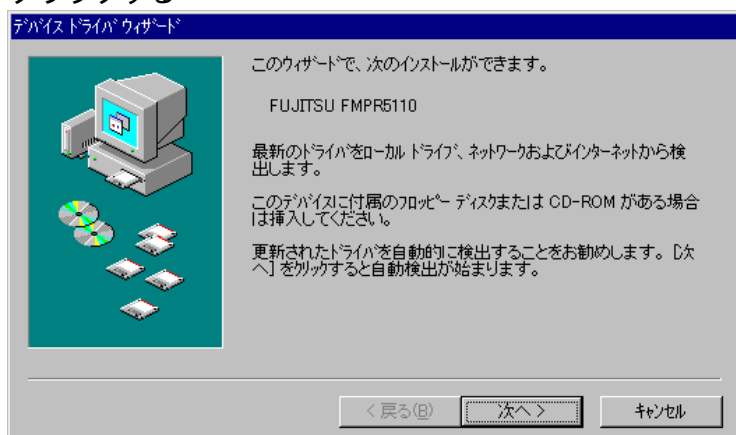 クリックする
デバイス ドライバ ウィザード
このウィザードで、次のインストールができます。
FUJITSU FMPR5110
最新のドライバをローカル ドライブ、ネットワークおよびインターネットから検
出します。
このデバイスに付属のフロッピー ディスクまたは CD-ROM がある場合
は挿入してください。
更新されたドライバを自動的に検出することをお勧めします。[次
へ] をクリックすると自動検出が始まります。
< 戻る(B)
次へ >
キャンセル